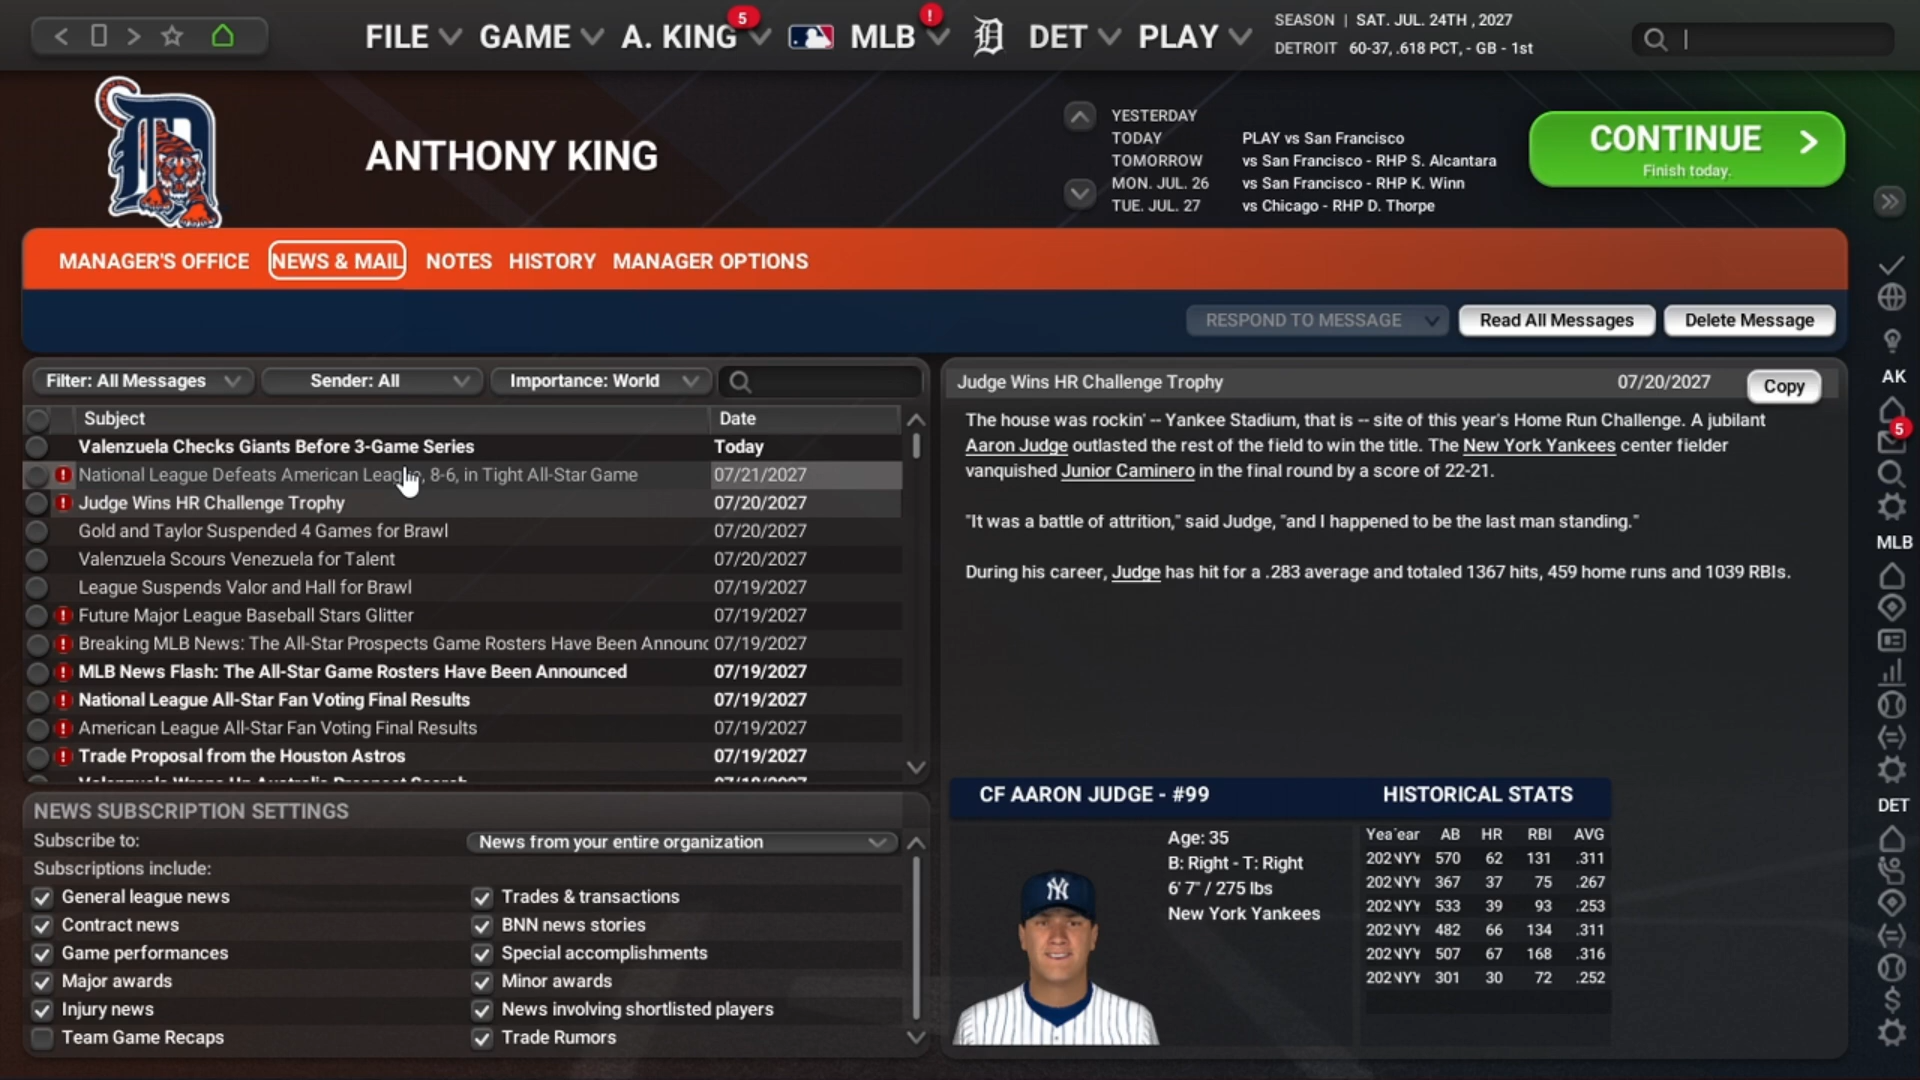 FILE GAME A. KING 5 MLB ! DET PLAY
SEASON | SAT. JUL. 24TH , 2027
DETROIT 60-37, .618 PCT, - GB - 1st
ANTHONY KING
YESTERDAY
TODAY PLAY vs San Francisco
TOMORROW vs San Francisco - RHP S. Alcantara
MON. JUL. 26 vs San Francisco - RHP K. Winn
TUE. JUL. 27 vs Chicago - RHP D. Thorpe
CONTINUE
Finish today.
MANAGER'S OFFICE NEWS & MAIL NOTES HISTORY MANAGER OPTIONS
RESPOND TO MESSAGE Read All Messages Delete Message
Filter: All Messages Sender: All Importance: World
Subject Date
Valenzuela Checks Giants Before 3-Game Series Today
! National League Defeats American League, 8-6, in Tight All-Star Game 07/21/2027
! Judge Wins HR Challenge Trophy 07/20/2027
Gold and Taylor Suspended 4 Games for Brawl 07/20/2027
Valenzuela Scours Venezuela for Talent 07/20/2027
League Suspends Valor and Hall for Brawl 07/19/2027
! Future Major League Baseball Stars Glitter 07/19/2027
! Breaking MLB News: The All-Star Prospects Game Rosters Have Been Announc 07/19/2027
! MLB News Flash: The All-Star Game Rosters Have Been Announced 07/19/2027
! National League All-Star Fan Voting Final Results 07/19/2027
! American League All-Star Fan Voting Final Results 07/19/2027
! Trade Proposal from the Houston Astros 07/19/2027
Judge Wins HR Challenge Trophy 07/20/2027 Copy
The house was rockin' -- Yankee Stadium, that is -- site of this year's Home Run Challenge. A jubilant
Aaron Judge outlasted the rest of the field to win the title. The New York Yankees center fielder
vanquished Junior Caminero in the final round by a score of 22-21.
"It was a battle of attrition," said Judge, "and I happened to be the last man standing."
During his career, Judge has hit for a .283 average and totaled 1367 hits, 459 home runs and 1039 RBIs.
NEWS SUBSCRIPTION SETTINGS
Subscribe to: News from your entire organization
Subscriptions include:
General league news Trades & transactions
Contract news BNN news stories
Game performances Special accomplishments
Major awards Minor awards
Injury news News involving shortlisted players
Team Game Recaps Trade Rumors
CF AARON JUDGE - #99
Age: 35
B: Right - T: Right
6' 7" / 275 lbs
New York Yankees
HISTORICAL STATS
AB HR RBI AVG
570 62 131 .311
367 37 75 .267
533 39 93 .253
482 66 134 .311
507 67 168 .316
301 30 72 .252
AK
5
MLB
DET